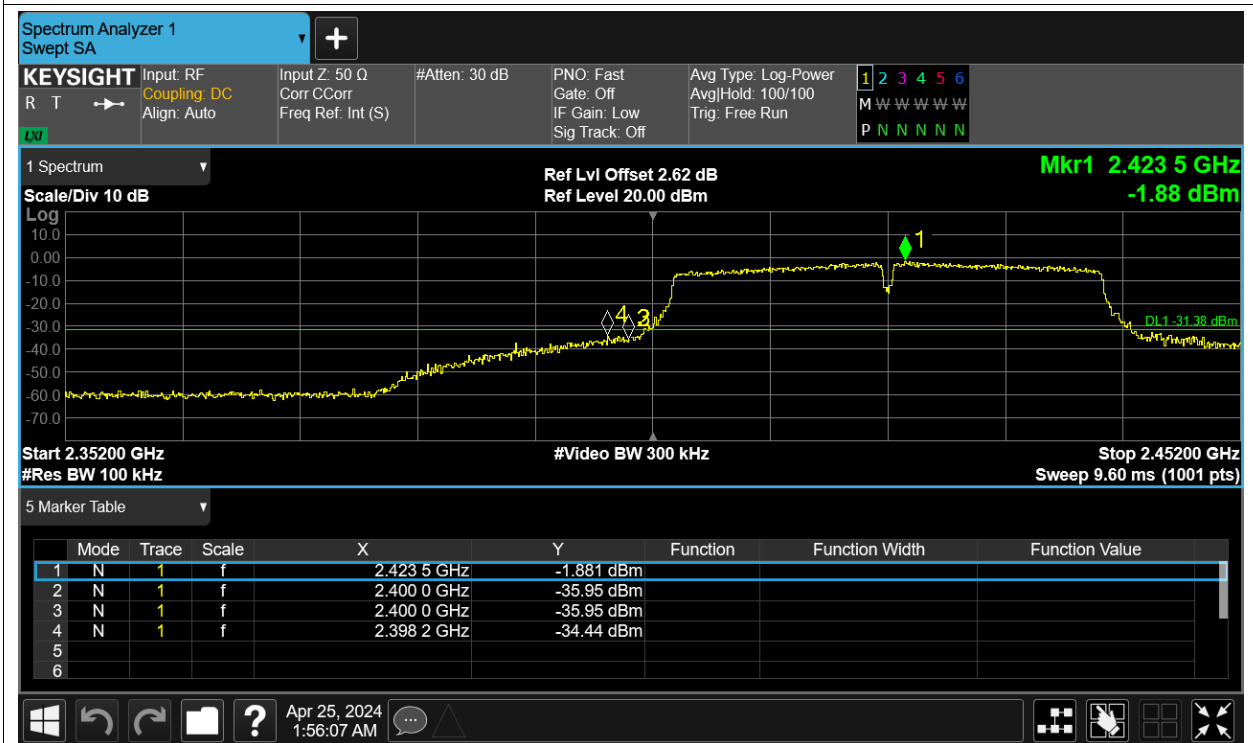 Spectrum Analyzer 1
Swept SA
+
KEYSIGHT
R T
LXI
Input: RF
Coupling: DC
Align: Auto
Input Z: 50 Ω
Corr CCorr
Freq Ref: Int (S)
#Atten: 30 dB
PNO: Fast
Gate: Off
IF Gain: Low
Sig Track: Off
Avg Type: Log-Power
Avg|Hold: 100/100
Trig: Free Run
1 2 3 4 5 6
M W W W W W
P N N N N N
1 Spectrum
Scale/Div 10 dB
Ref Lvl Offset 2.62 dB
Ref Level 20.00 dBm
Mkr1 2.423 5 GHz
-1.88 dBm
Log
10.0
0.00
-10.0
-20.0
-30.0
-40.0
-50.0
-60.0
-70.0
1
4 3
DL1 -31.38 dBm
Start 2.35200 GHz #Video BW 300 kHz Stop 2.45200 GHz
#Res BW 100 kHz Sweep 9.60 ms (1001 pts)
5 Marker Table
Mode Trace Scale X Y Function Function Width Function Value
1 N 1 f 2.423 5 GHz -1.881 dBm
2 N 1 f 2.400 0 GHz -35.95 dBm
3 N 1 f 2.400 0 GHz -35.95 dBm
4 N 1 f 2.398 2 GHz -34.44 dBm
5
6
?
Apr 25, 2024
1:56:07 AM